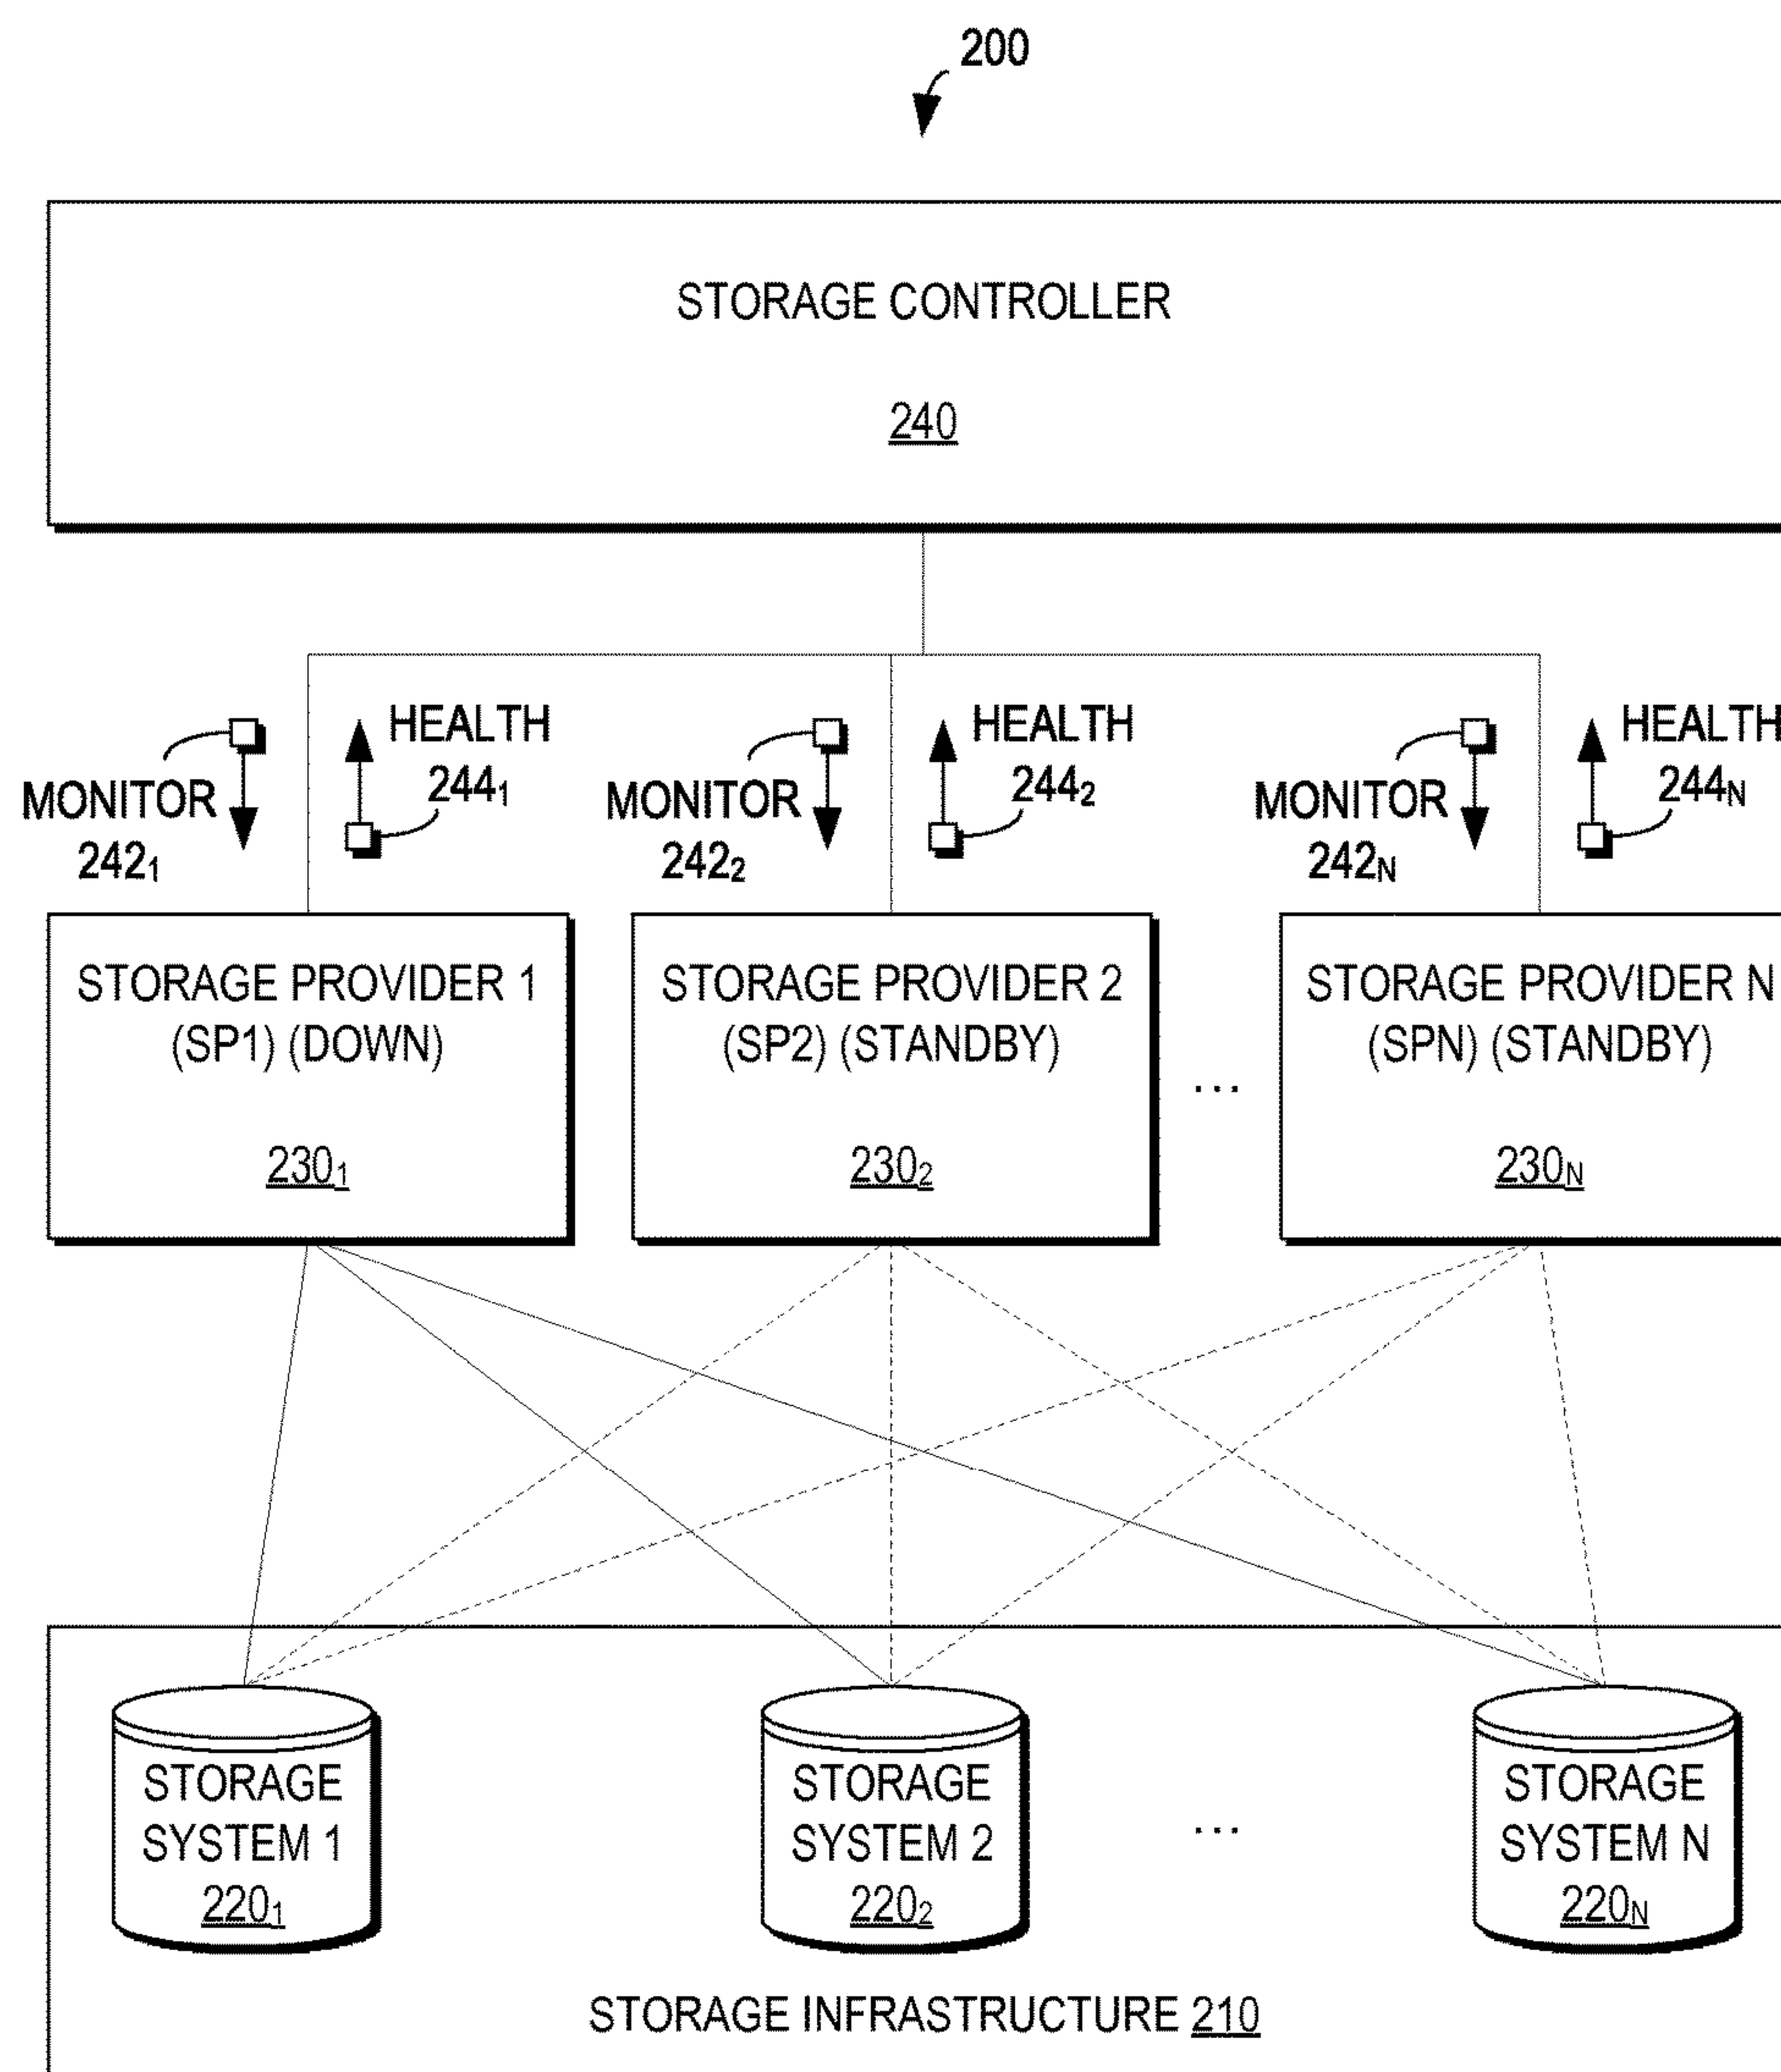 200
STORAGE CONTROLLER
240
HEALTH
244₁
MONITOR
242₁
HEALTH
244₂
MONITOR
242₂
HEALTH
244N
MONITOR
242N
STORAGE PROVIDER 1
(SP1) (DOWN)
230₁
STORAGE PROVIDER 2
(SP2) (STANDBY)
230₂
...
STORAGE PROVIDER N
(SPN) (STANDBY)
230N
STORAGE
SYSTEM 1
220₁
STORAGE
SYSTEM 2
220₂
...
STORAGE
SYSTEM N
220N
STORAGE INFRASTRUCTURE 210